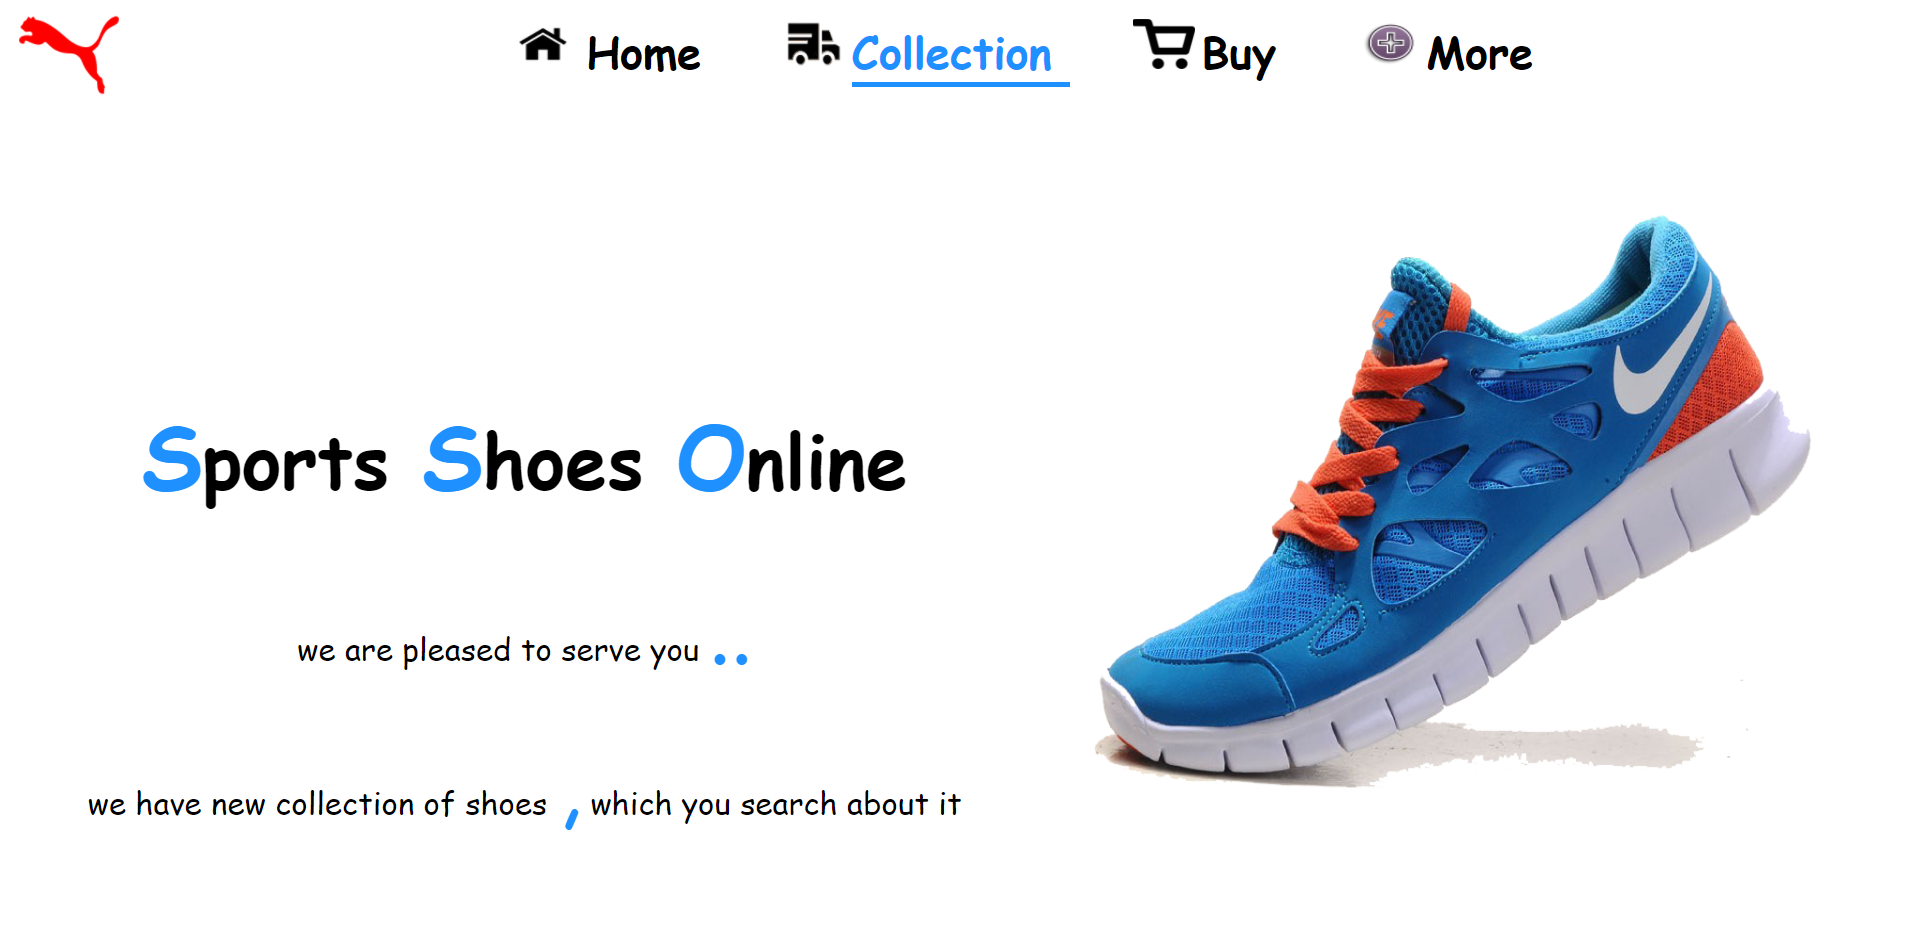 Home Collection Buy More
Sports Shoes Online
we are pleased to serve you ..
we have new collection of shoes , which you search about it